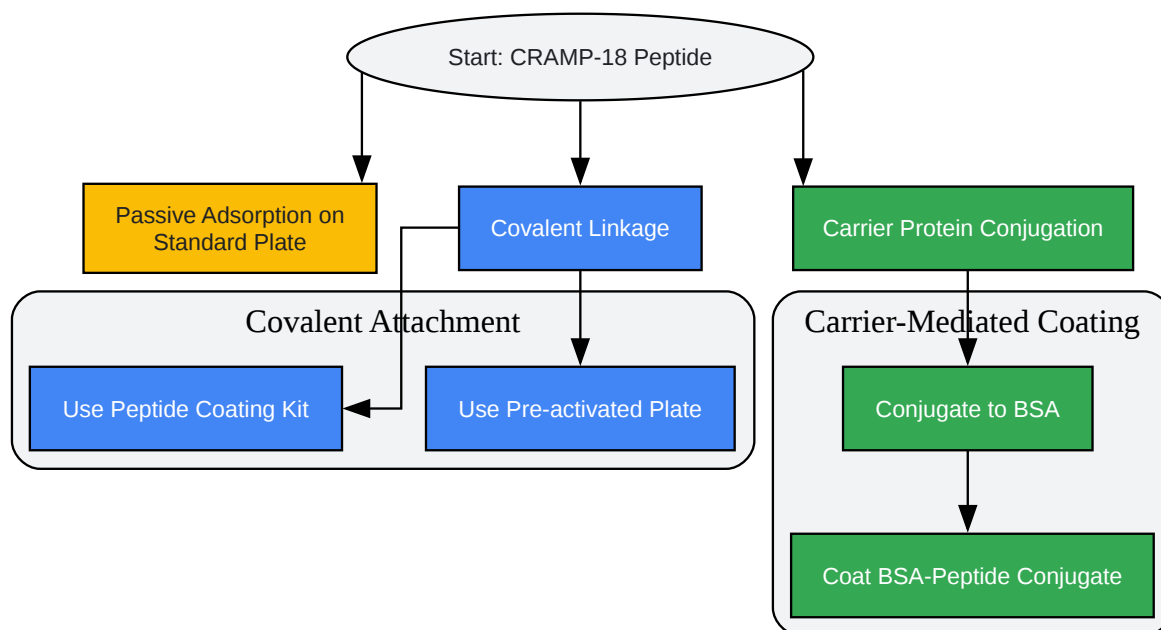 Start: CRAMP-18 Peptide
Passive Adsorption on
Standard Plate
Covalent Linkage
Carrier Protein Conjugation
Covalent Attachment
Carrier-Mediated Coating
Use Peptide Coating Kit
Use Pre-activated Plate
Conjugate to BSA
Coat BSA-Peptide Conjugate